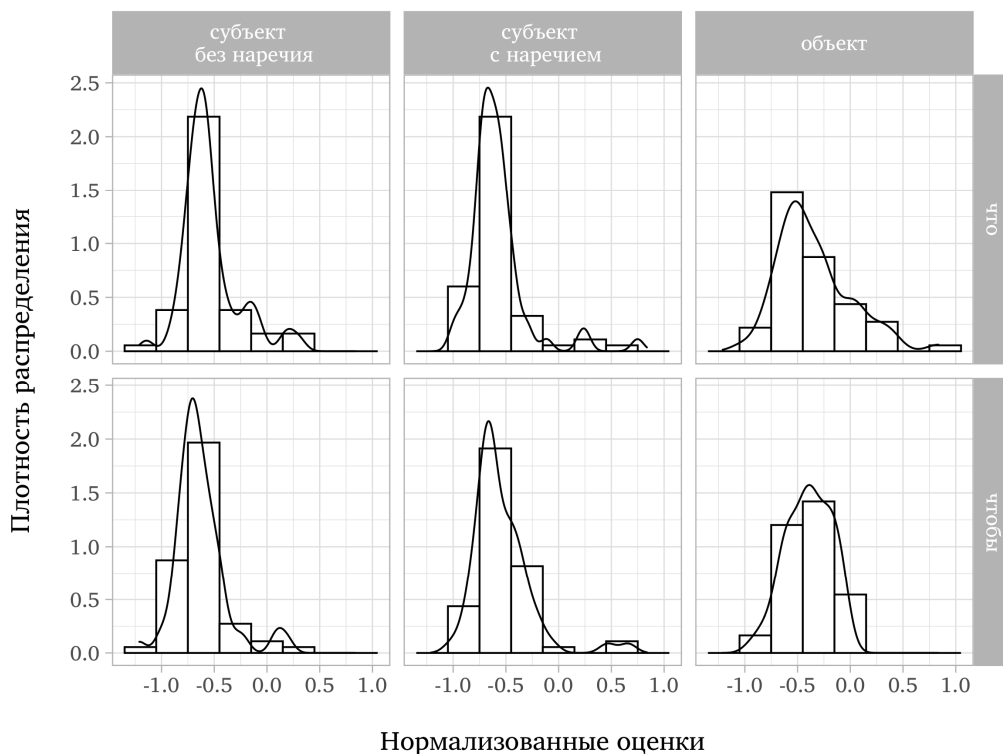 субъект
без наречия
субъект
с наречием
объект
Плотность распределения
2.5
2.0
1.5
1.0
0.5
0.0
что
2.5
2.0
1.5
1.0
0.5
0.0
чтобы
-1.0 -0.5 0.0 0.5 1.0
-1.0 -0.5 0.0 0.5 1.0
-1.0 -0.5 0.0 0.5 1.0
Нормализованные оценки